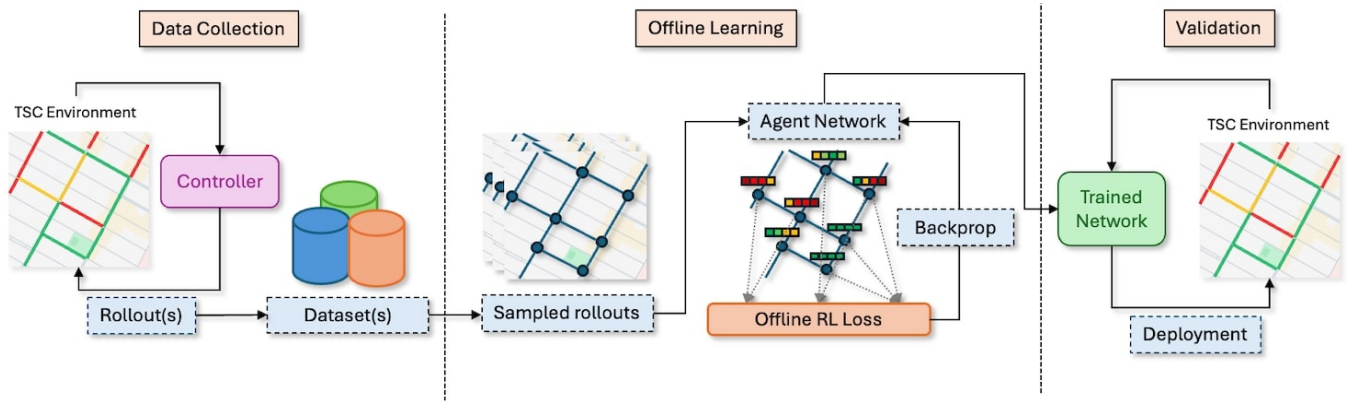 Data Collection
TSC Environment
Controller
Rollout(s)
Dataset(s)
Offline Learning
Sampled rollouts
Agent Network
Backprop
Offline RL Loss
Validation
TSC Environment
Trained
Network
Deployment